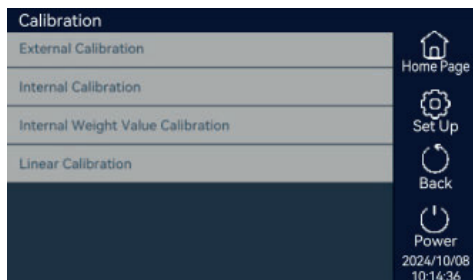 Calibration
External Calibration
Internal Calibration
Internal Weight Value Calibration
Linear Calibration
Home Page
Set Up
Back
Power
2024/10/08
10:14:36